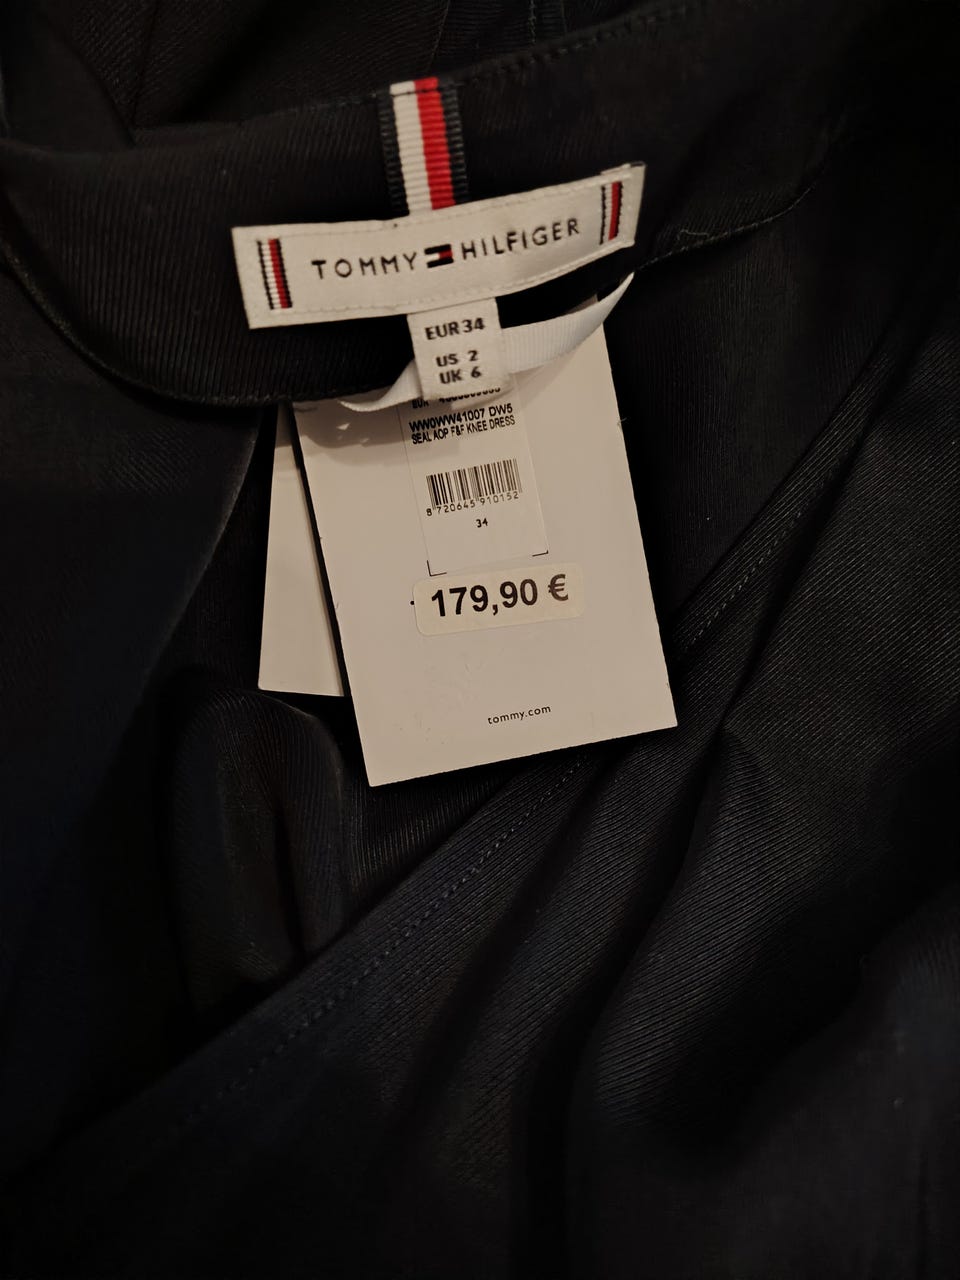 TOMMY HILFIGER
EUR 34
US 2
UK 6
WW0WW41007 DW5
SEAL AOP F&F KNEE DRESS
8 720645 910152
34
179,90 €
tommy.com